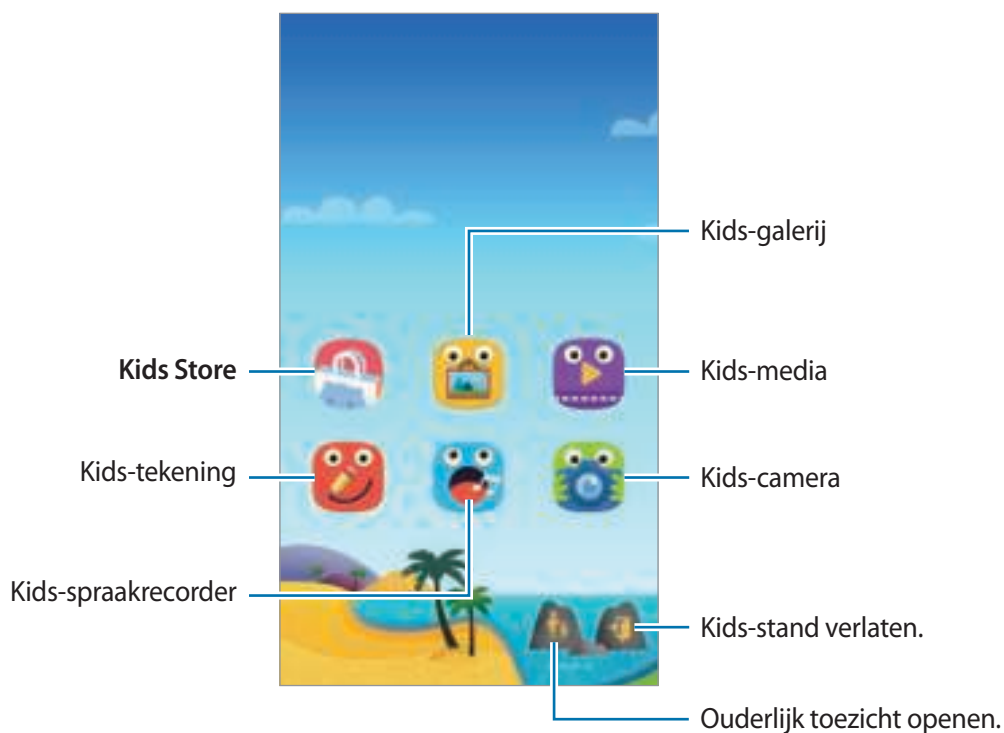 Kids-galerij
Kids Store
Kids-media
Kids-tekening
Kids-camera
Kids-spraakrecorder
Kids-stand verlaten.
Ouderlijk toezicht openen.